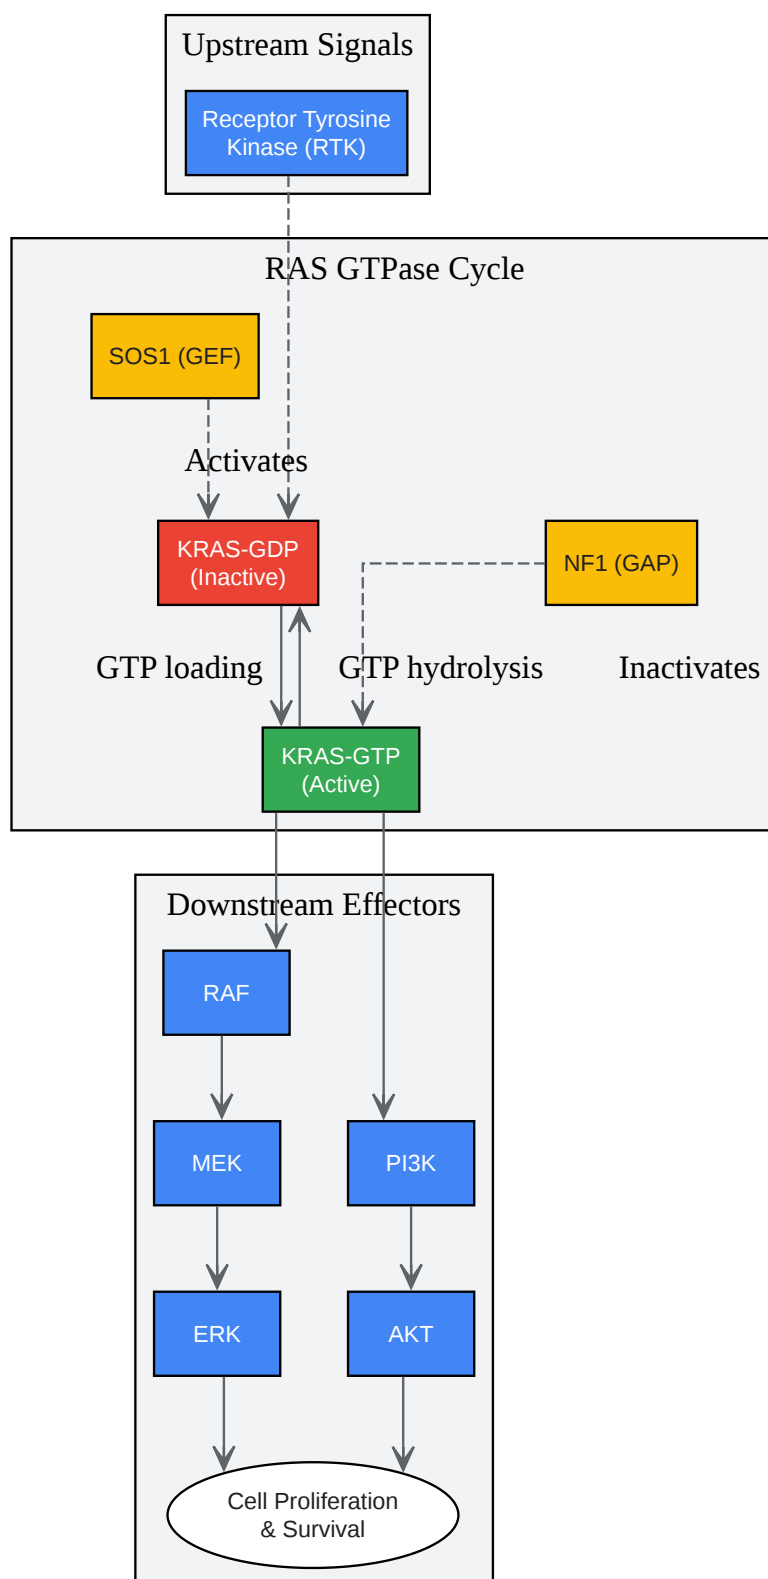 Upstream Signals
Receptor Tyrosine
Kinase (RTK)
RAS GTPase Cycle
SOS1 (GEF)
Activates
KRAS-GDP
(Inactive)
NF1 (GAP)
GTP loading
GTP hydrolysis
Inactivates
KRAS-GTP
(Active)
Downstream Effectors
RAF
MEK
PI3K
ERK
AKT
Cell Proliferation
& Survival